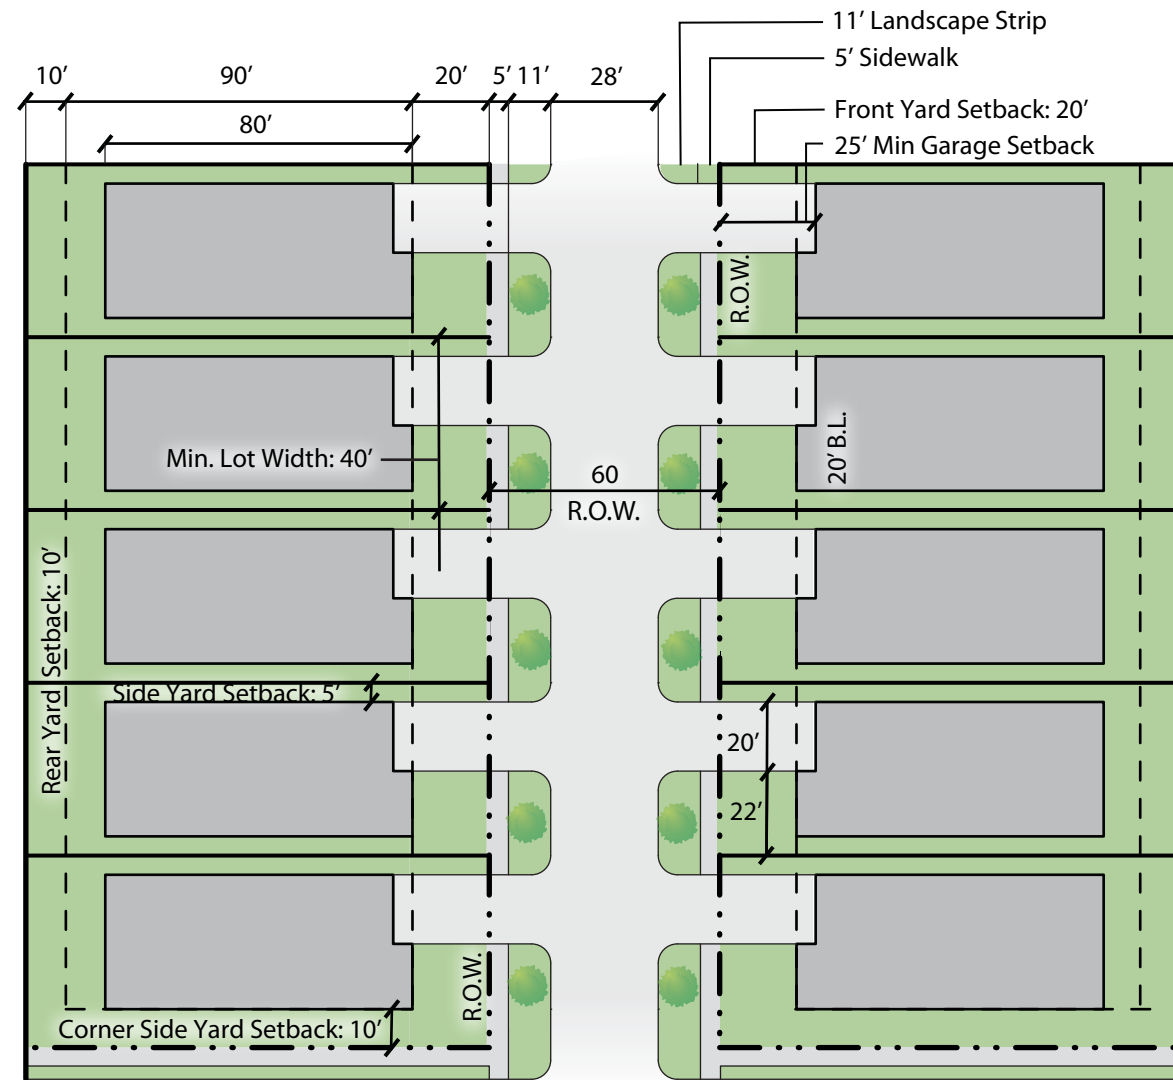 11’ Landscape Strip
5’ Sidewalk
10’
90’
20’
5’
11’
28’
Front Yard Setback: 20’
80’
25’ Min Garage Setback
R.O.W.
20’ B.L.
Min. Lot Width: 40’
60
R.O.W.
Rear Yard Setback: 10’
Side Yard Setback: 5’
20’
22’
R.O.W.
Corner Side Yard Setback: 10’